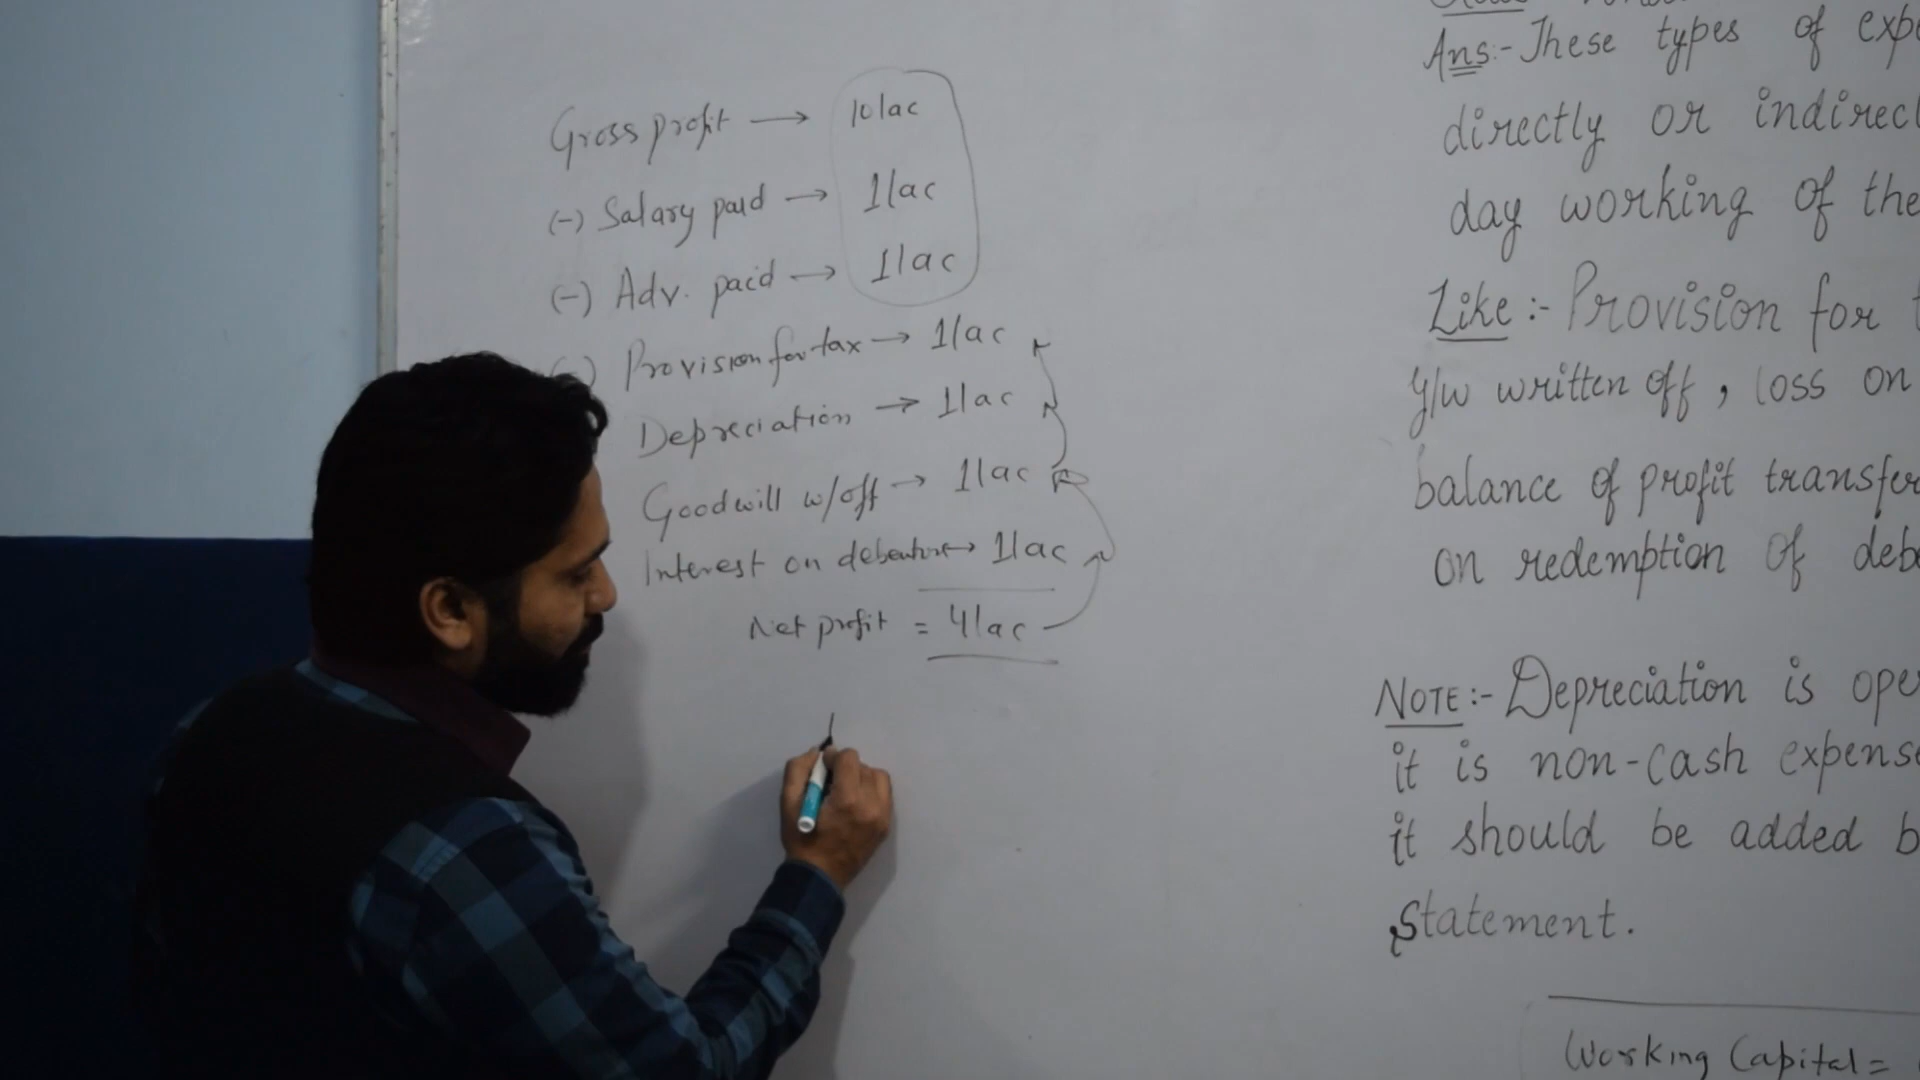 Gross profit → 10lac
(-) Salary paid → 1lac
(-) Adv. paid → 1lac
(-) Provision for tax → 1lac
Depreciation → 1lac
Goodwill w/off → 1lac
Interest on debenture → 1lac
Net profit = 4lac
Ans:- These types of exp
directly or indirect
day working of the
Like:- Provision for t
g/w written off, loss on
balance of profit transfer
on redemption of deb
NOTE:- Depreciation is ope
it is non-cash expense
it should be added b
statement.
Working Capital =